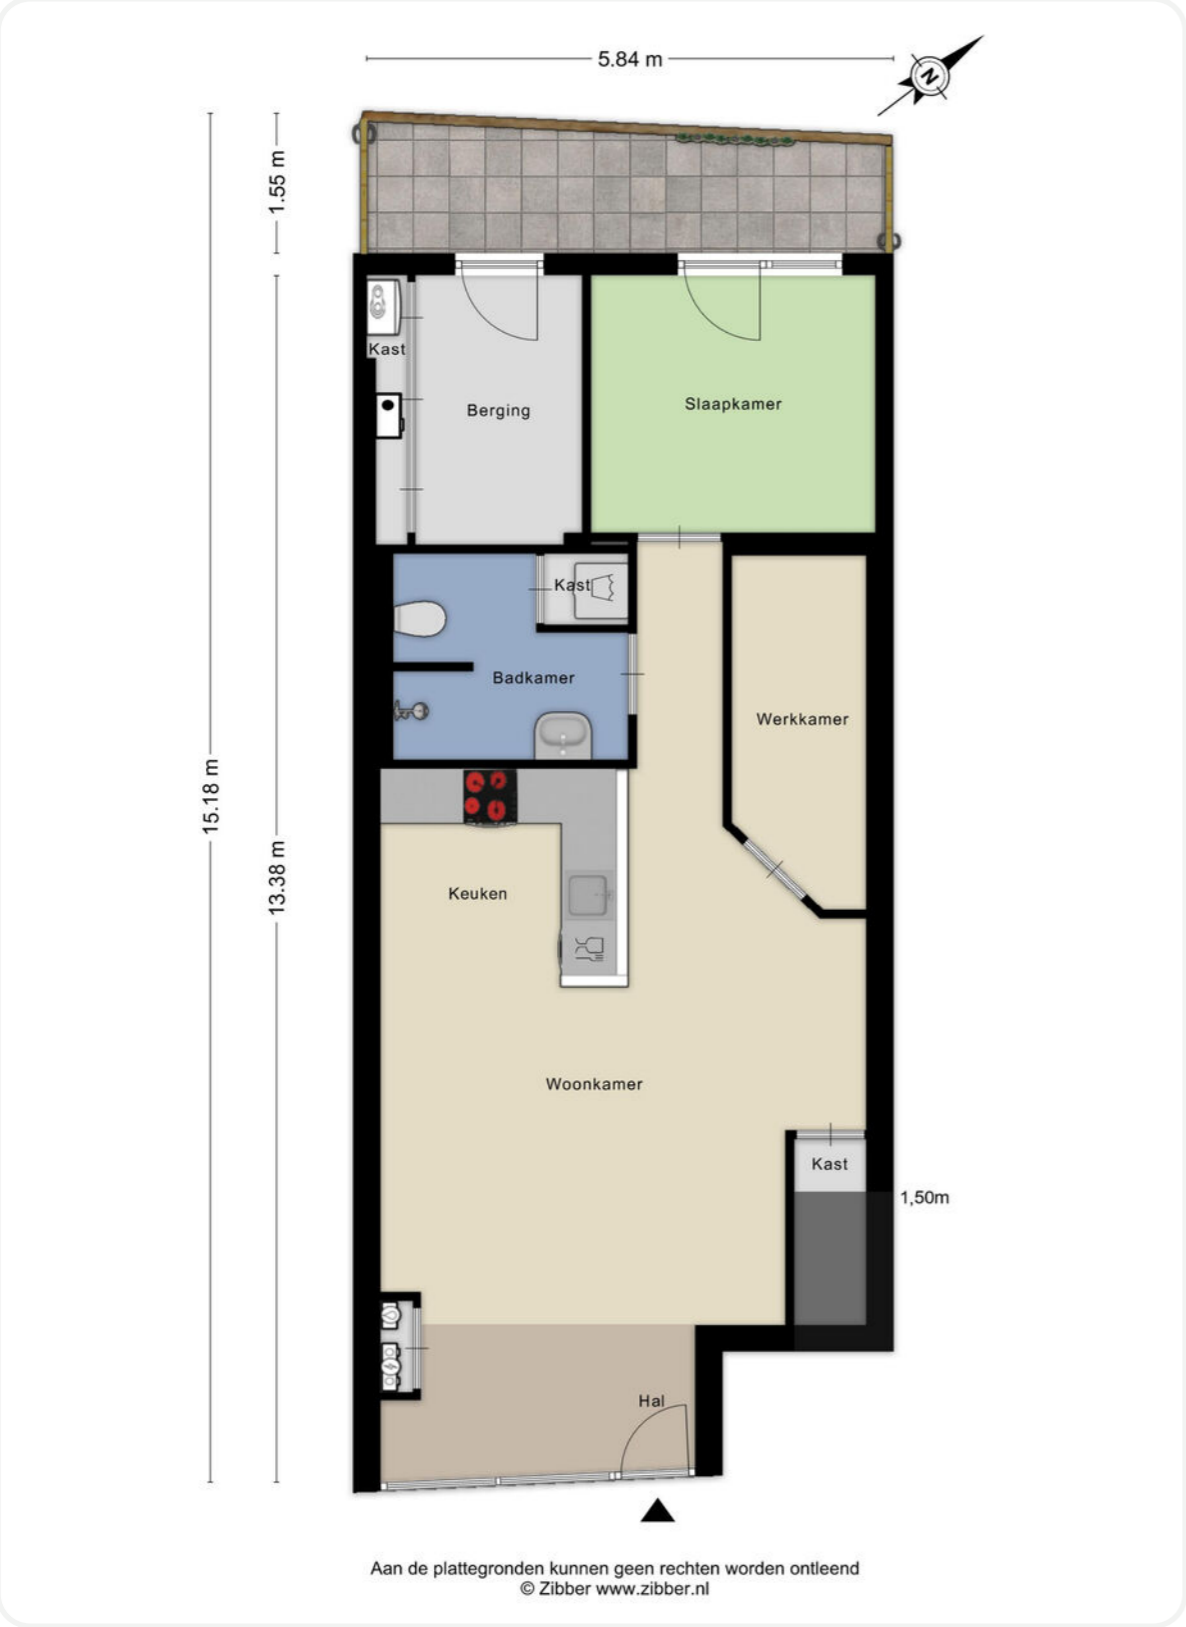 5.84 m
N
1.55 m
Kast
Berging
Slaapkamer
Kast
Badkamer
Werkkamer
15.18 m
13.38 m
Keuken
Woonkamer
Kast
1,50m
Hal
Aan de plattegronden kunnen geen rechten worden ontleend
© Zibber www.zibber.nl